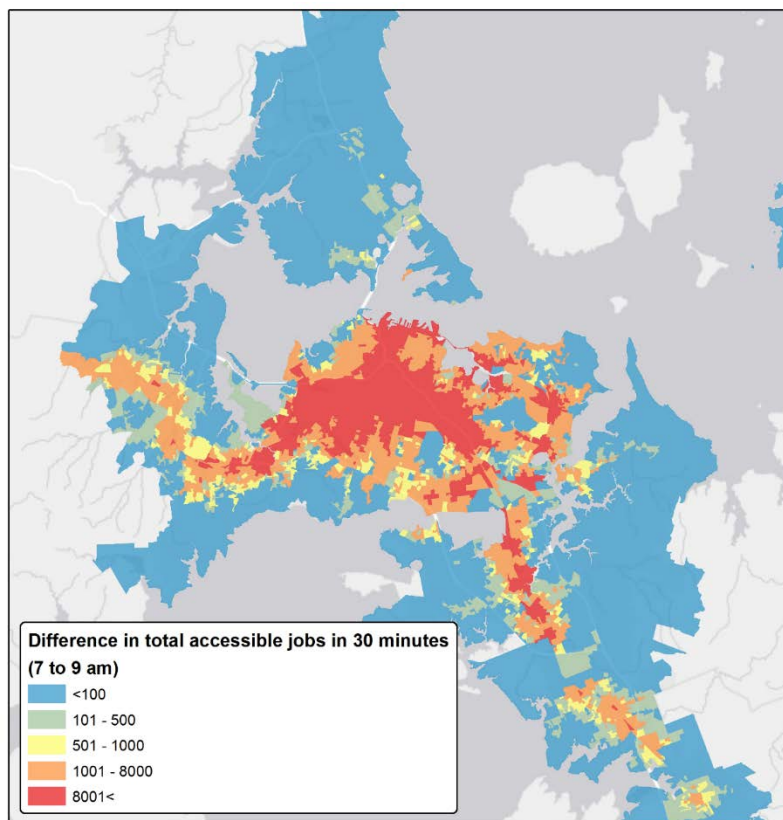 Difference in total accessible jobs in 30 minutes
(7 to 9 am)
<100
101 - 500
501 - 1000
1001 - 8000
8001<